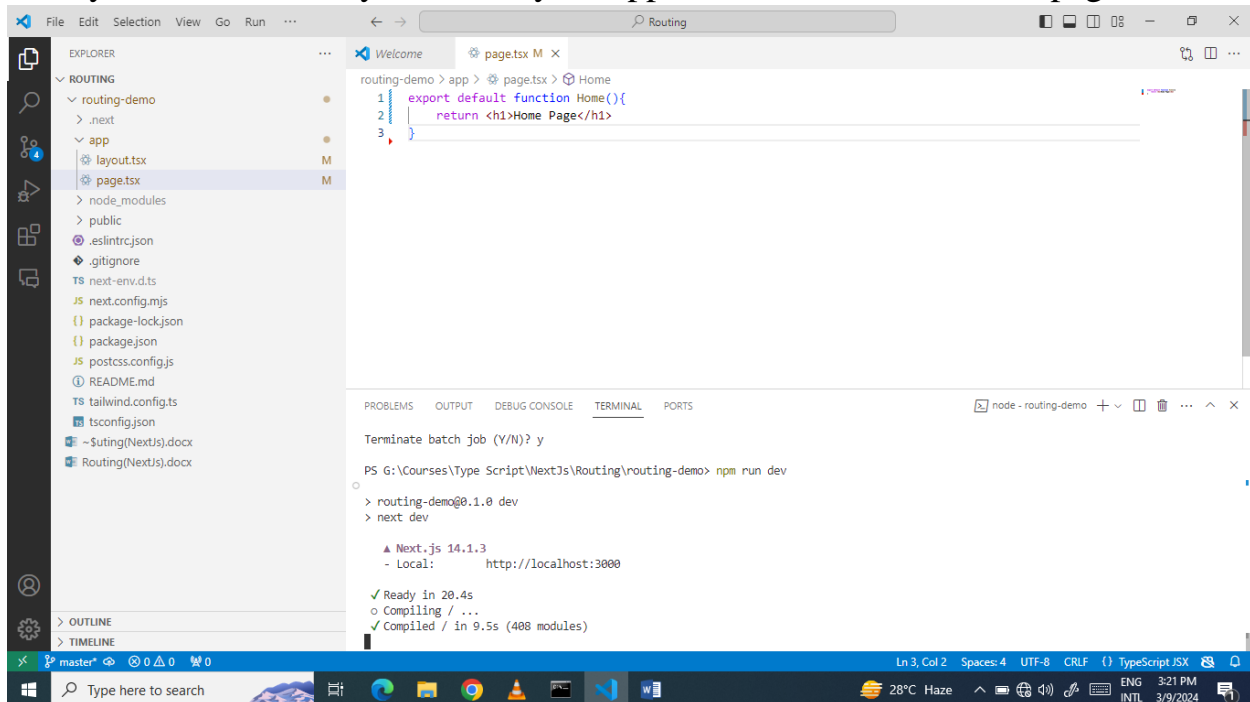 File Edit Selection View Go Run ··· ← → Routing
EXPLORER ···
Welcome page.tsx M ×
ROUTING
routing-demo > app > page.tsx > Home
routing-demo
.next
app
layout.tsx M
page.tsx M
node_modules
public
.eslintrc.json
.gitignore
TS next-env.d.ts
JS next.config.mjs
{} package-lock.json
{} package.json
JS postcss.config.js
README.md
TS tailwind.config.ts
tsconfig.json
~$uting(NextJs).docx
Routing(NextJs).docx
OUTLINE
TIMELINE
1 export default function Home(){
2 return <h1>Home Page</h1>
3 }
PROBLEMS OUTPUT DEBUG CONSOLE TERMINAL PORTS
node - routing-demo
Terminate batch job (Y/N)? y
PS G:\Courses\Type Script\NextJs\Routing\routing-demo> npm run dev
> routing-demo@0.1.0 dev
> next dev
▲ Next.js 14.1.3
- Local: http://localhost:3000
✓ Ready in 20.4s
○ Compiling / ...
✓ Compiled / in 9.5s (408 modules)
4
master* 0 0 0
Ln 3, Col 2 Spaces: 4 UTF-8 CRLF {} TypeScript JSX
Type here to search
28°C Haze
ENG
INTL
3:21 PM
3/9/2024
1